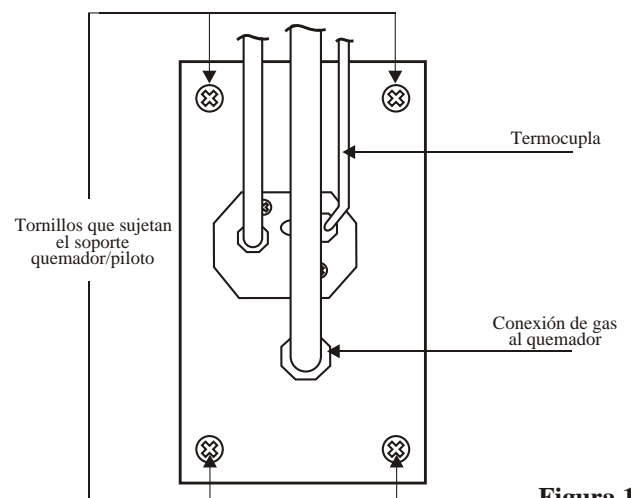 Termocupla
Tornillos que sujetan
el soporte
quemador/piloto
Conexión de gas
al quemador
Figura 1